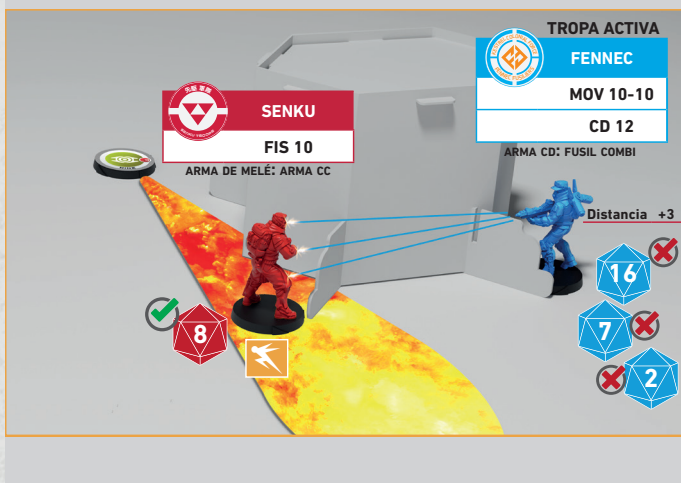 TROPA ACTIVA
FENNEC
MOV 10-10
CD 12
ARMA CD: FUSIL COMBI
SENKU
FIS 10
ARMA DE MELÉ: ARMA CC
Distancia +3
16
7
2
8